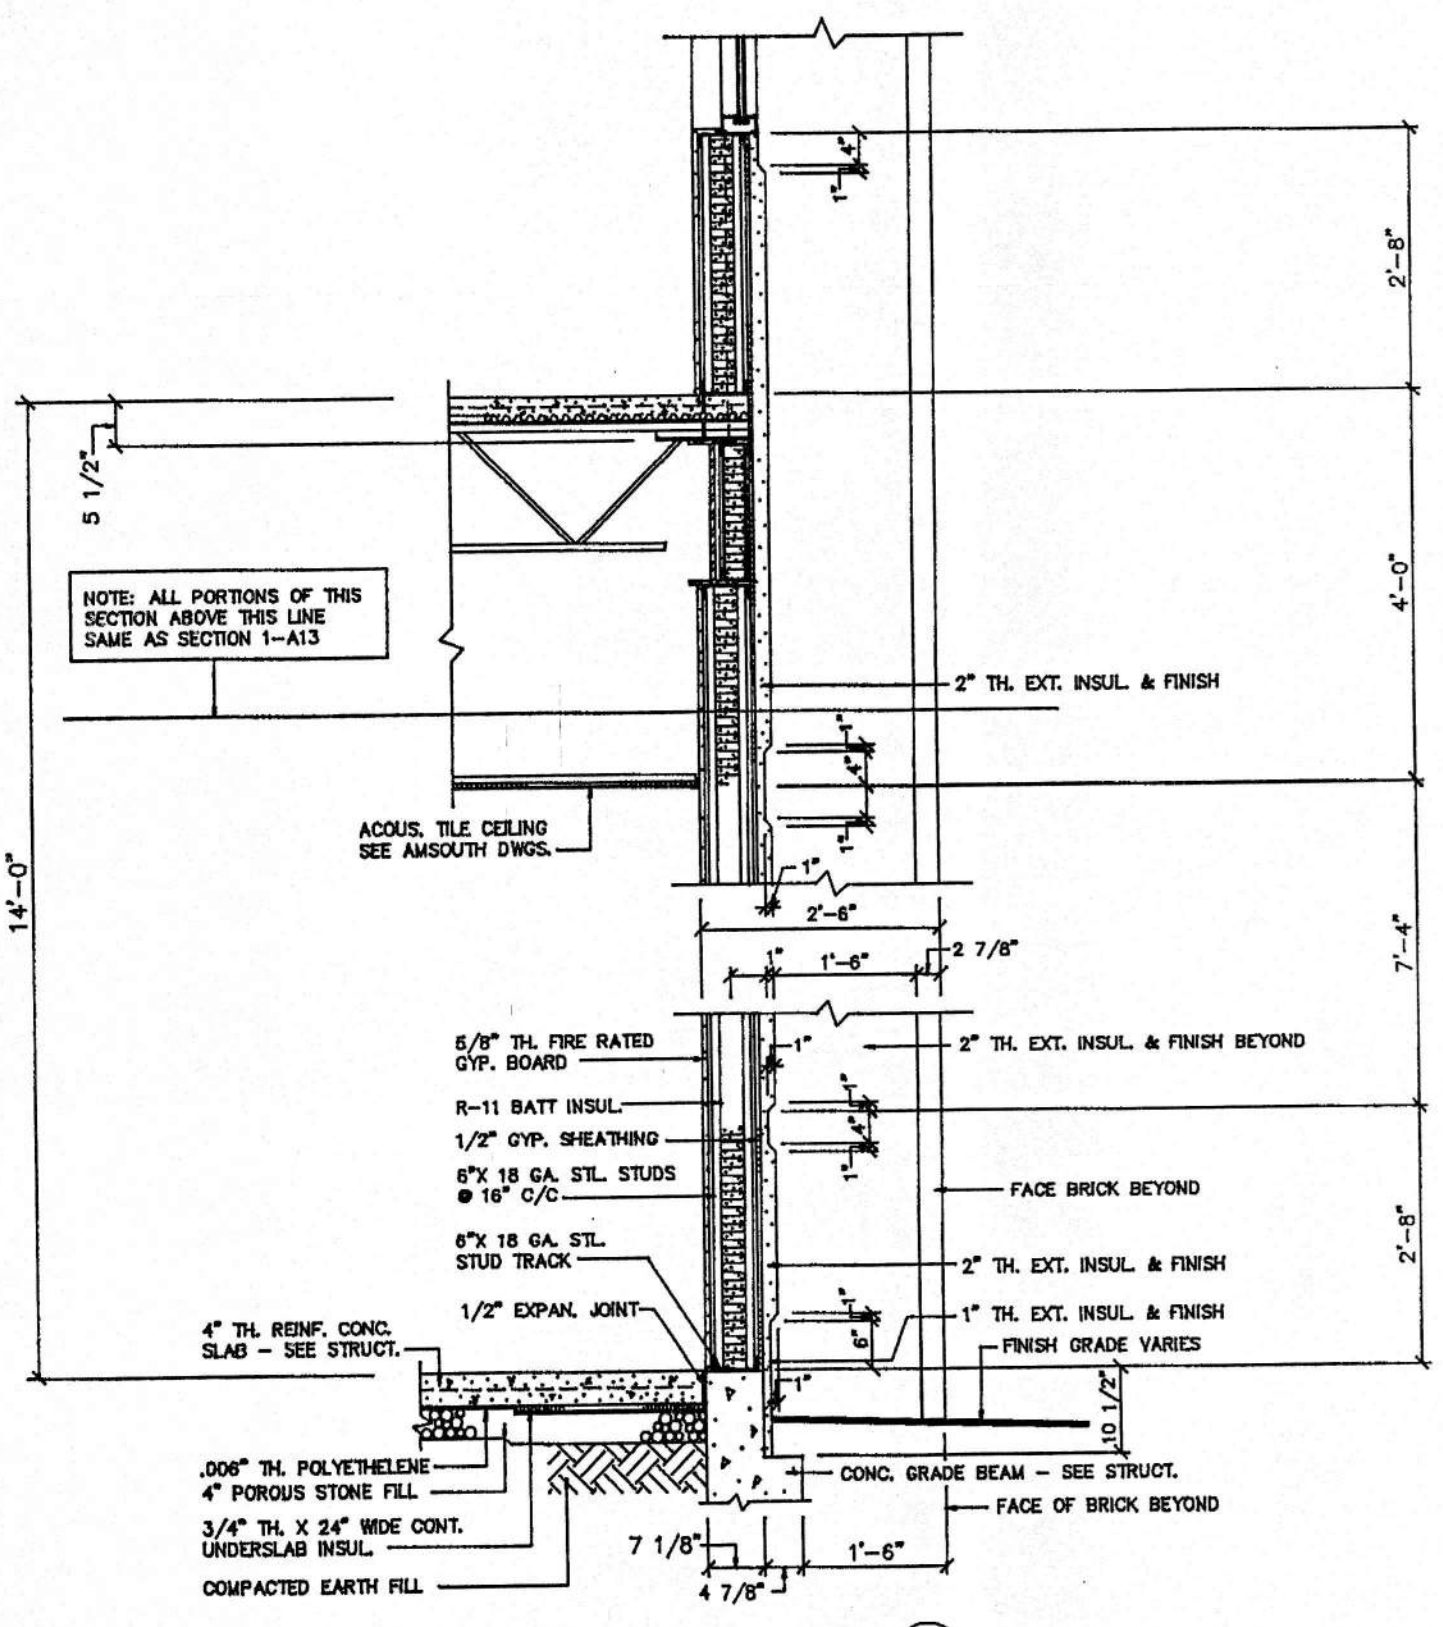 4"
1"
2'-8"
5 1/2"
NOTE: ALL PORTIONS OF THIS
SECTION ABOVE THIS LINE
SAME AS SECTION 1-A13
4'-0"
2" TH. EXT. INSUL. & FINISH
1"
4"
1"
ACOUS. TILE CEILING
SEE AMSOUTH DWGS.
14'-0"
1"
2'-6"
1"
1'-6"
2 7/8"
7'-4"
5/8" TH. FIRE RATED
GYP. BOARD
1"
2" TH. EXT. INSUL. & FINISH BEYOND
R-11 BATT INSUL.
1"
4"
1"
1/2" GYP. SHEATHING
6"X 18 GA. STL. STUDS
@ 16" C/C
FACE BRICK BEYOND
2'-8"
6"X 18 GA. STL.
STUD TRACK
2" TH. EXT. INSUL. & FINISH
1/2" EXPAN. JOINT
1"
6"
1" TH. EXT. INSUL. & FINISH
4" TH. REINF. CONC.
SLAB - SEE STRUCT.
FINISH GRADE VARIES
1"
10 1/2"
.006" TH. POLYETHELENE
4" POROUS STONE FILL
CONC. GRADE BEAM - SEE STRUCT.
FACE OF BRICK BEYOND
3/4" TH. X 24" WIDE CONT.
UNDERSLAB INSUL.
7 1/8"
1'-6"
COMPACTED EARTH FILL
4 7/8"